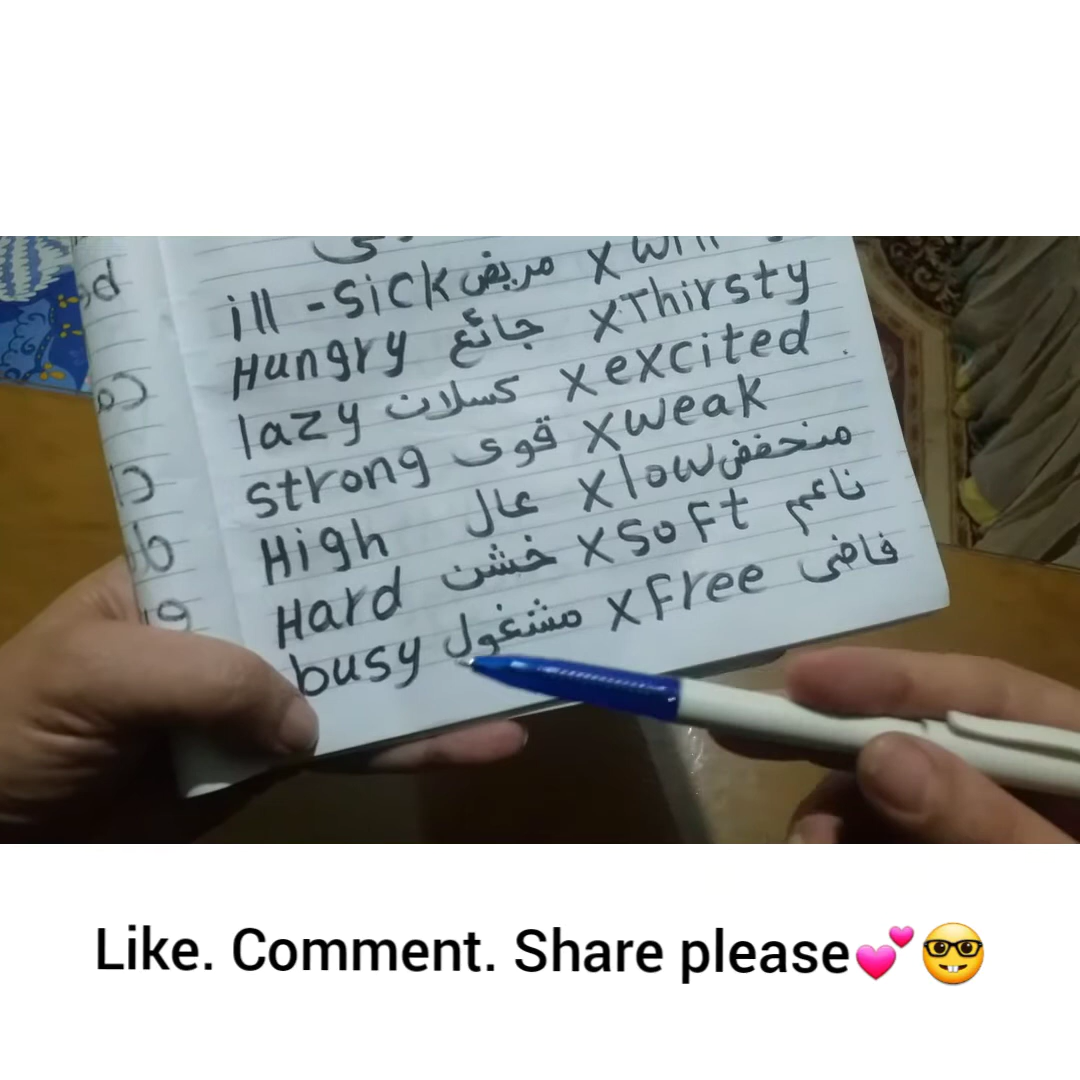 ill - Sick مريض X
Hungry جائع X Thirsty
lazy كسلان X excited.
strong قوى X weak
High عال X low منخفض
Hard خشن X Soft ناعم
busy مشغول X Free فاضى
Like. Comment. Share please💕🤓